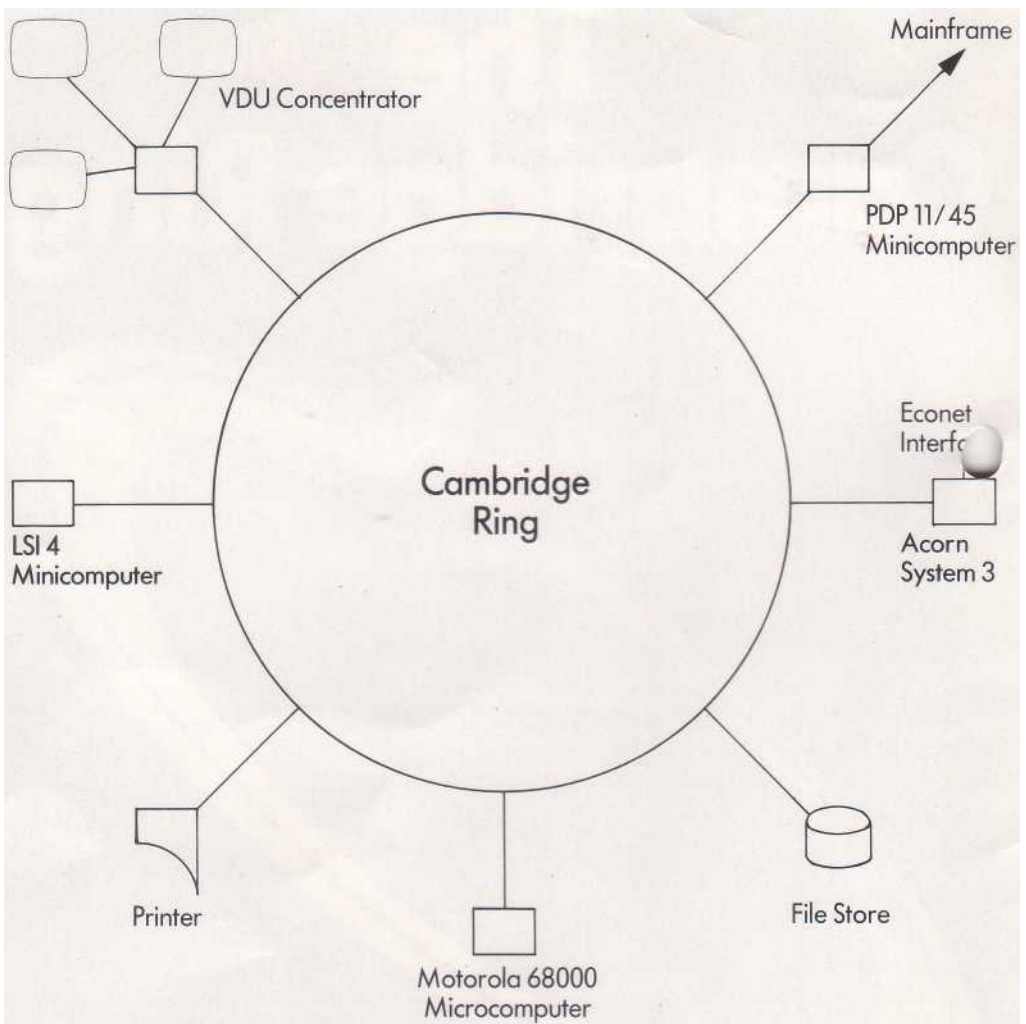 Mainframe
VDU Concentrator
PDP 11/45
Minicomputer
Econet
Cambridge
Ring
LSI 4
Minicomputer
Acorn
System 3
Printer
File Store
Motorola 68000
Microcomputer